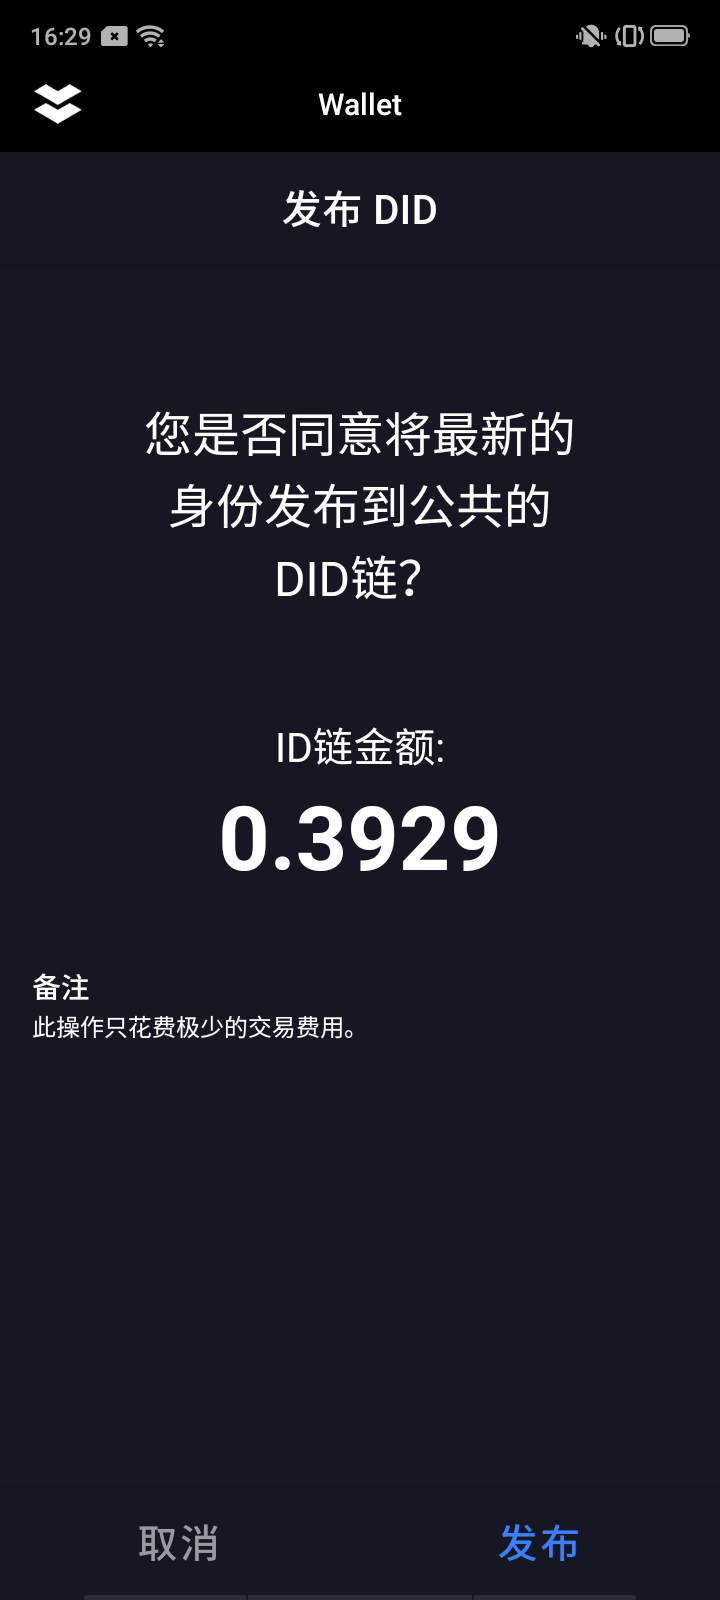 16:29
Wallet
发布 DID
您是否同意将最新的
身份发布到公共的
DID链？
ID链金额:
0.3929
备注
此操作只花费极少的交易费用。
取消
发布